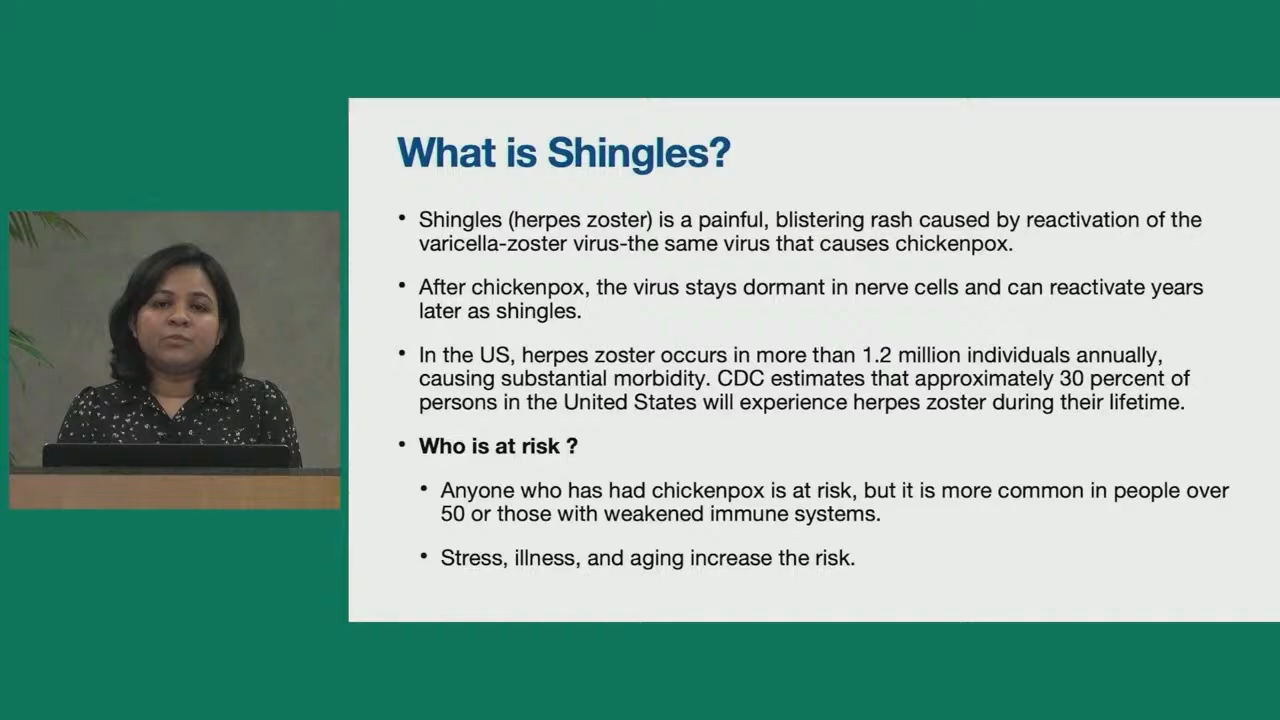 What is Shingles?
• Shingles (herpes zoster) is a painful, blistering rash caused by reactivation of the
varicella-zoster virus-the same virus that causes chickenpox.
• After chickenpox, the virus stays dormant in nerve cells and can reactivate years
later as shingles.
• In the US, herpes zoster occurs in more than 1.2 million individuals annually,
causing substantial morbidity. CDC estimates that approximately 30 percent of
persons in the United States will experience herpes zoster during their lifetime.
• Who is at risk ?
• Anyone who has had chickenpox is at risk, but it is more common in people over
50 or those with weakened immune systems.
• Stress, illness, and aging increase the risk.